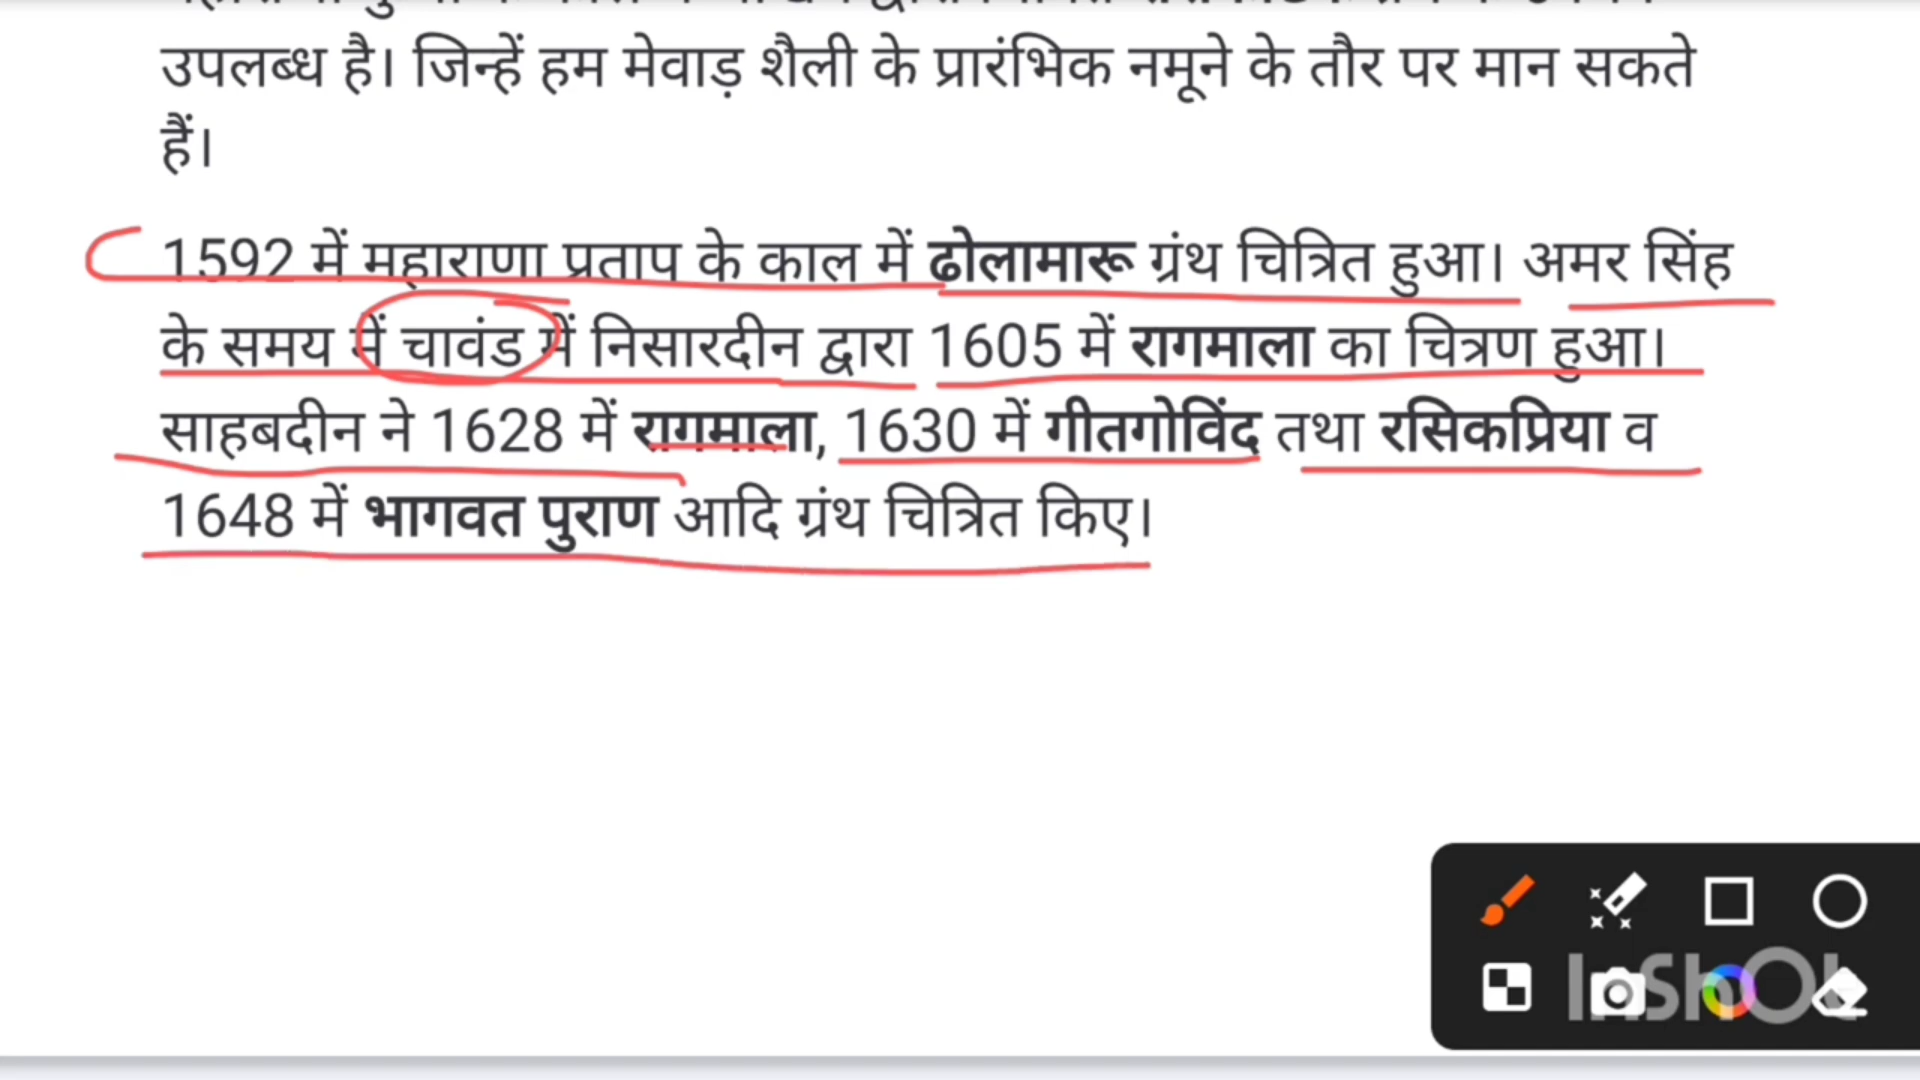 उपलब्ध है। जिन्हें हम मेवाड़ शैली के प्रारंभिक नमूने के तौर पर मान सकते
हैं।
1592 में महाराणा प्रताप के काल में ढोलामारू ग्रंथ चित्रित हुआ। अमर सिंह
के समय में चावंड में निसारदीन द्वारा 1605 में रागमाला का चित्रण हुआ।
साहबदीन ने 1628 में रागमाला, 1630 में गीतगोविंद तथा रसिकप्रिया व
1648 में भागवत पुराण आदि ग्रंथ चित्रित किए।
InShOt